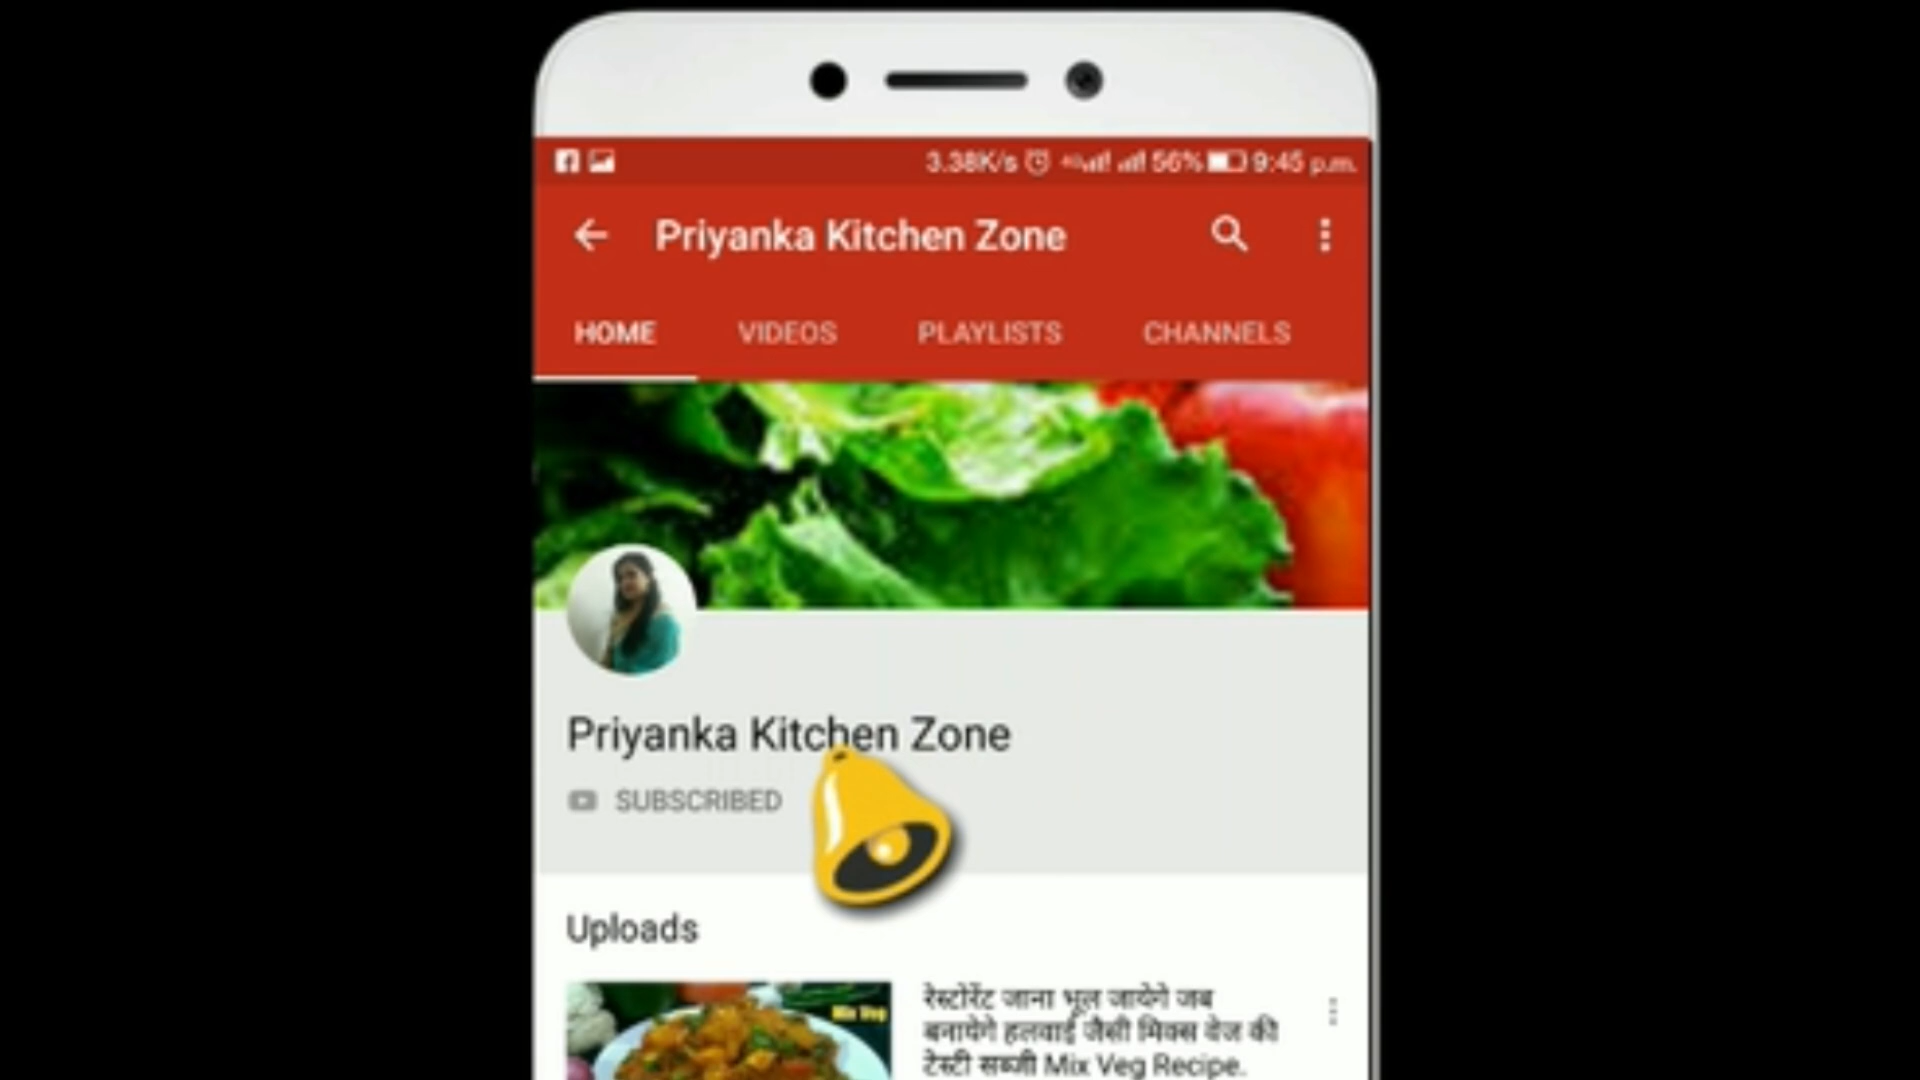 3.38K/s 56% 9:45 p.m.
Priyanka Kitchen Zone
HOME VIDEOS PLAYLISTS CHANNELS
Priyanka Kitchen Zone
SUBSCRIBED
Uploads
Mix Veg
रेस्टोरेंट जाना भूल जायेगे जब
बनायेगे हलवाई जैसी मिक्स वेज की
टेस्टी सब्जी Mix Veg Recipe.